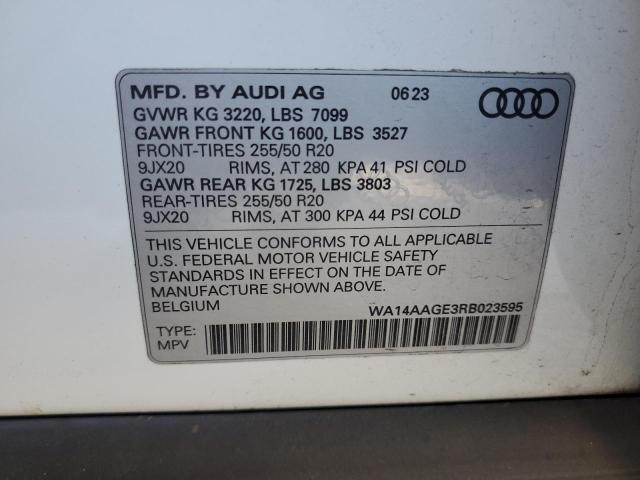 MFD. BY AUDI AG 06 23
GVWR KG 3220, LBS 7099
GAWR FRONT KG 1600, LBS 3527
FRONT-TIRES 255/50 R20
9JX20 RIMS, AT 280 KPA 41 PSI COLD
GAWR REAR KG 1725, LBS 3803
REAR-TIRES 255/50 R20
9JX20 RIMS, AT 300 KPA 44 PSI COLD
THIS VEHICLE CONFORMS TO ALL APPLICABLE
U.S. FEDERAL MOTOR VEHICLE SAFETY
STANDARDS IN EFFECT ON THE DATE OF
MANUFACTURE SHOWN ABOVE.
BELGIUM
WA14AAGE3RB023595
TYPE:
MPV